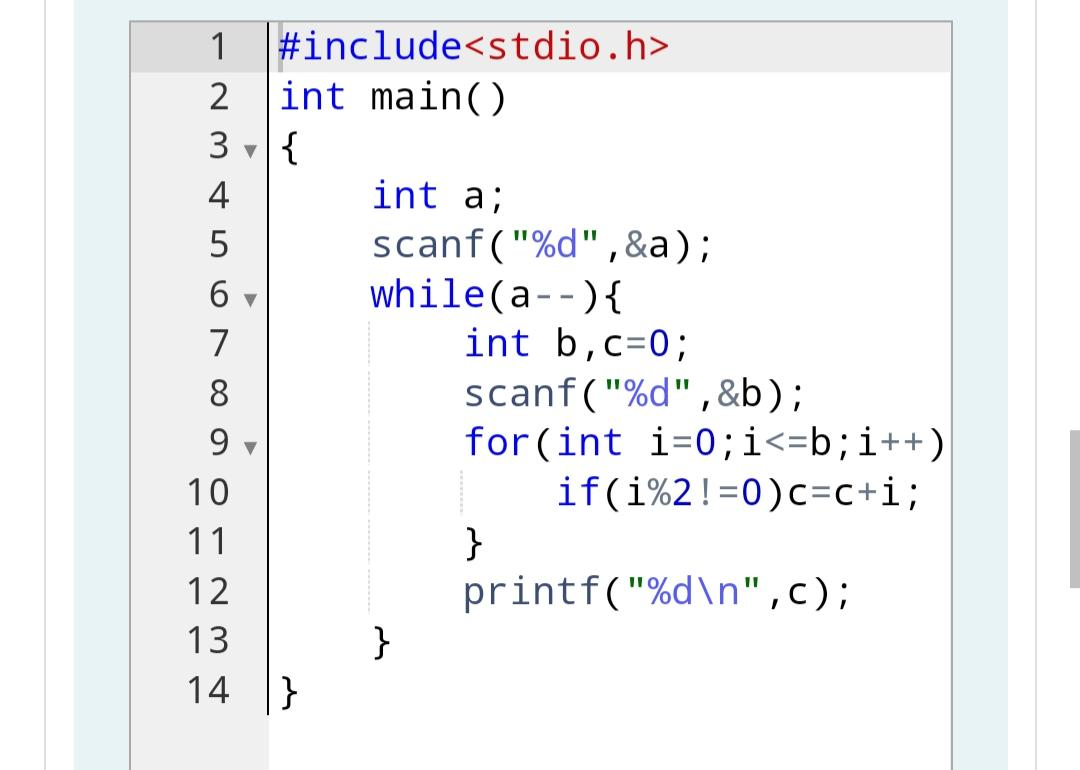 1 #include<stdio.h>
2 int main()
3 {
4 int a;
5 scanf("%d",&a);
6 while(a--){
7 int b,c=0;
8 scanf("%d",&b);
9 for(int i=0;i<=b;i++)
10 if(i%2!=0)c=c+i;
11 }
12 printf("%d\n",c);
13 }
14 }